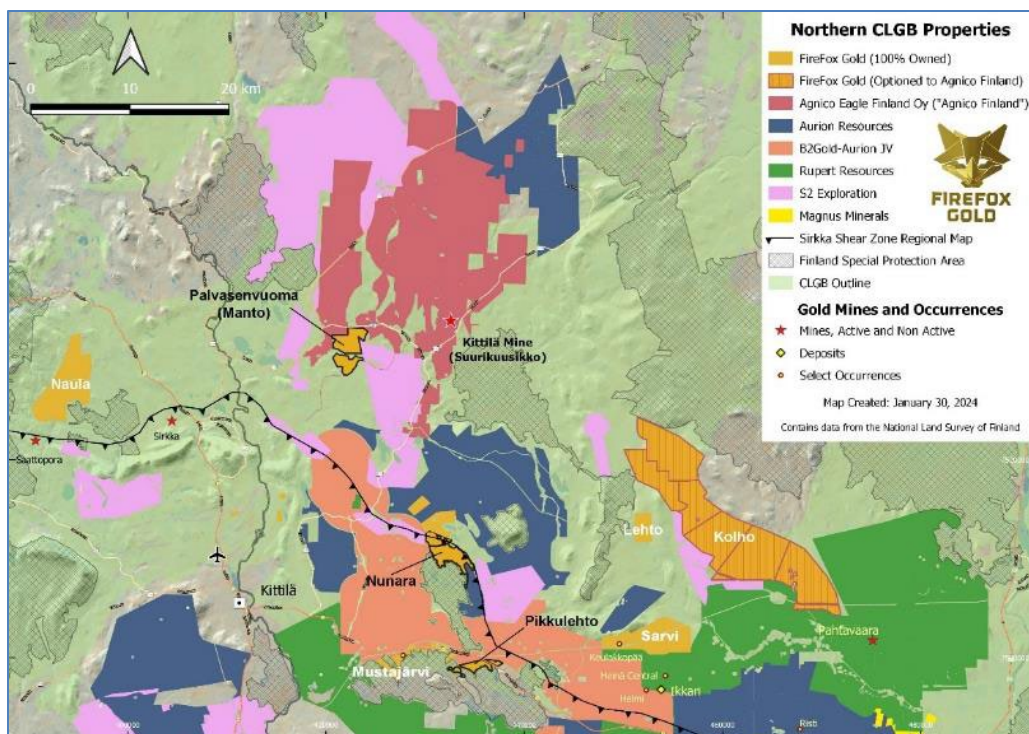 Northern CLGB Properties
FireFox Gold (100% Owned)
FireFox Gold (Optioned to Agnico Finland)
Agnico Eagle Finland Oy ("Agnico Finland")
Aurion Resources
B2Gold-Aurion JV
Rupert Resources
S2 Exploration
Magnus Minerals
Sirkka Shear Zone Regional Map
Finland Special Protection Area
CLGB Outline
FIREFOX
GOLD
Gold Mines and Occurrences
Mines, Active and Non Active
Deposits
Select Occurrences
Map Created: January 30, 2024
Contains data from the National Land Survey of Finland
0 10 20 km
Palvasenvuoma
(Manto)
Kittilä Mine
(Suurikuusikko)
Naula
Sirkka
Saattopora
Lehto
Kolho
Nunara
Kittilä
Pikkulehto
Sarvi
Pahtavaara
Mustajärvi
Keulakkopää
Heinä Central
Helmi
Ikkari